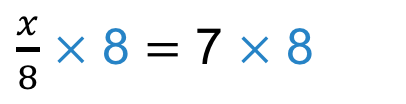 x/8 × 8 = 7 × 8